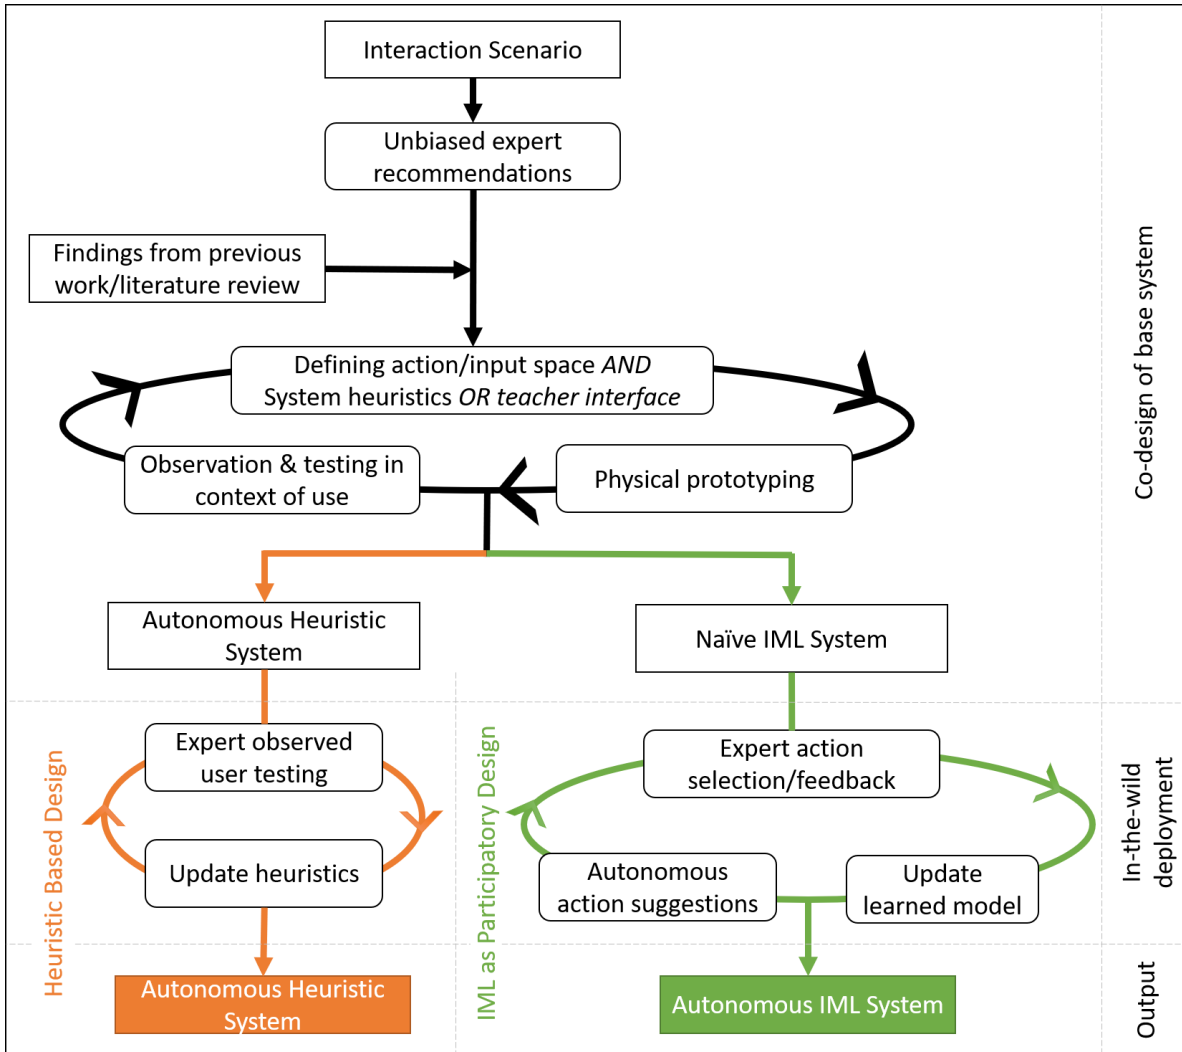 Interaction Scenario
Unbiased expert
recommendations
Findings from previous
work/literature review
Defining action/input space AND
System heuristics OR teacher interface
Observation & testing in
context of use
Physical prototyping
Co-design of base system
Autonomous Heuristic
System
Naïve IML System
Heuristic Based Design
Expert observed
user testing
Update heuristics
IML as Participatory Design
Expert action
selection/feedback
Autonomous
action suggestions
Update
learned model
In-the-wild
deployment
Autonomous Heuristic
System
Autonomous IML System
Output